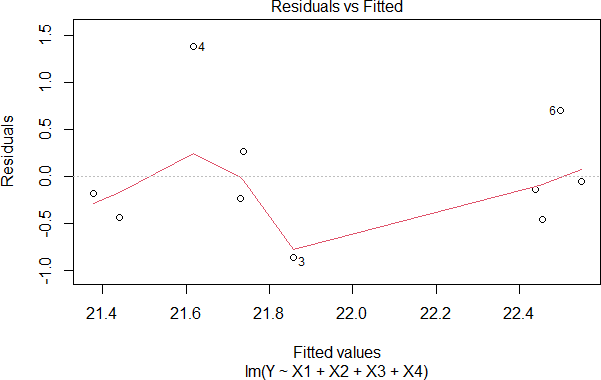 Residuals vs Fitted
Residuals
1.5
1.0
0.5
0.0
-0.5
-1.0
4
6
3
21.4 21.6 21.8 22.0 22.2 22.4
Fitted values
lm(Y ~ X1 + X2 + X3 + X4)